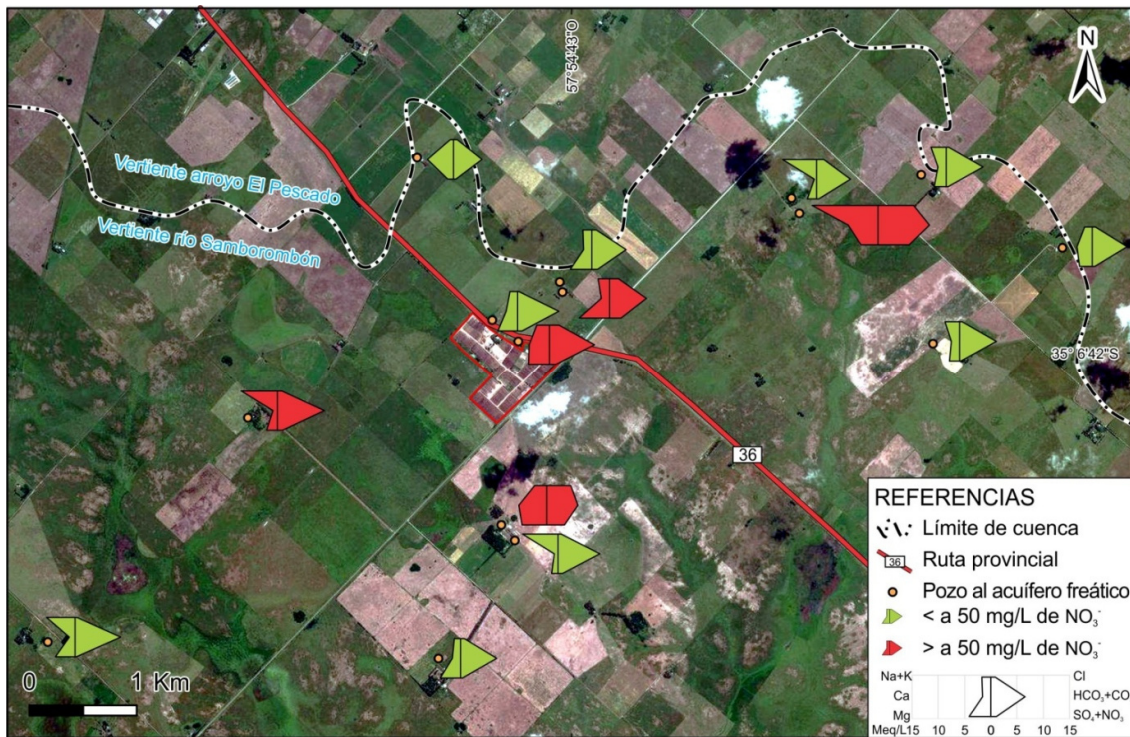 57° 54'43"O
N
Vertiente arroyo El Pescado
Vertiente río Samborombón
35° 6'42"S
36
0 1 Km
REFERENCIAS
Límite de cuenca
36 Ruta provincial
Pozo al acuífero freático
< a 50 mg/L de NO₃⁻
> a 50 mg/L de NO₃⁻
Na+K Cl
Ca HCO₃+CO
Mg SO₄+NO₃
Meq/L15 10 5 0 5 10 15